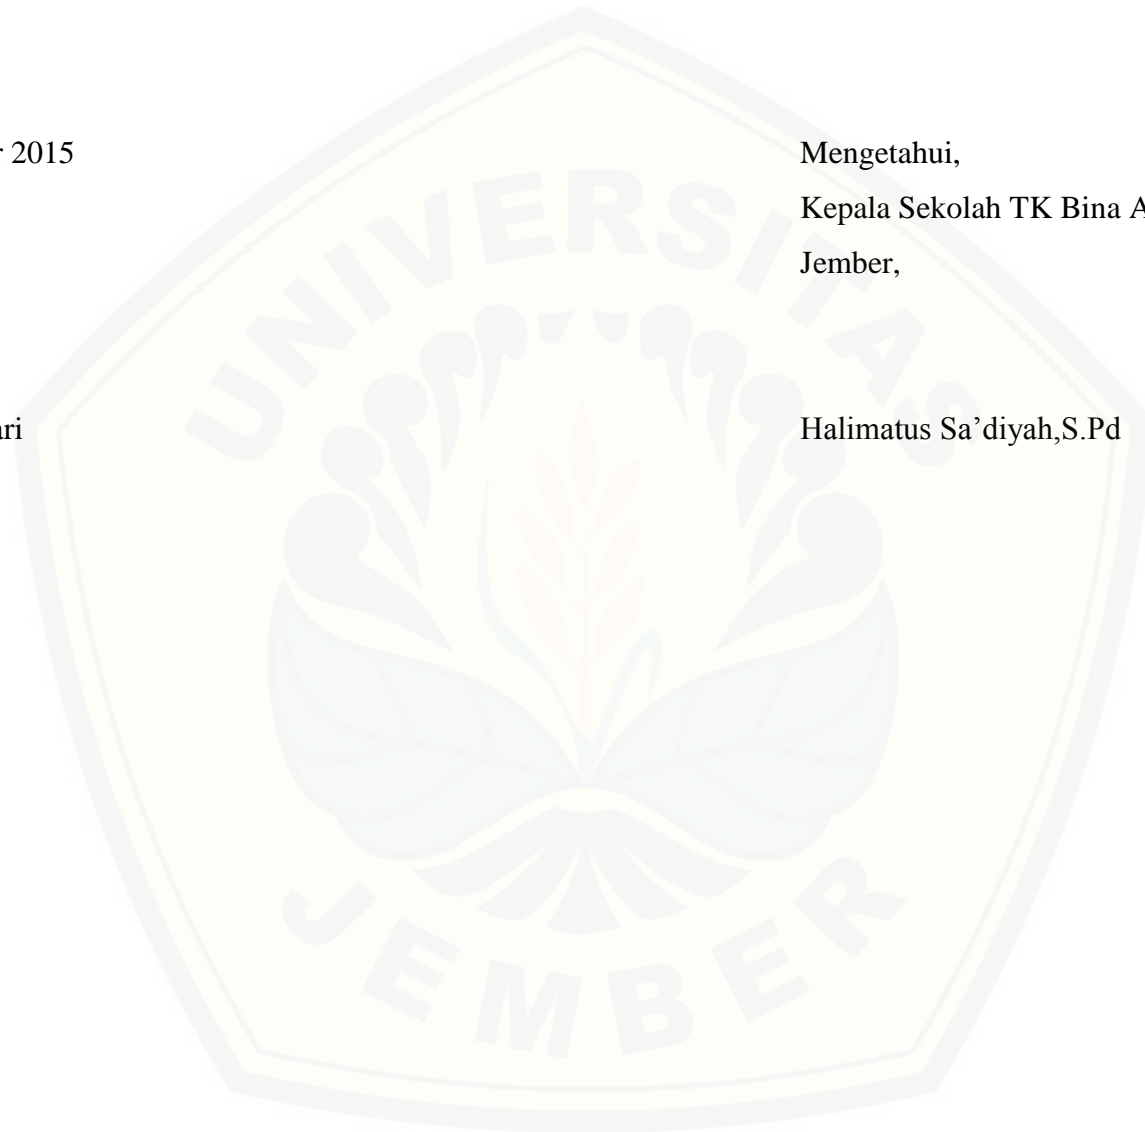 r 2015
ari
Mengetahui,
Kepala Sekolah TK Bina A
Jember,
Halimatus Sa’diyah,S.Pd
UNIVERSITAS
JEMBER